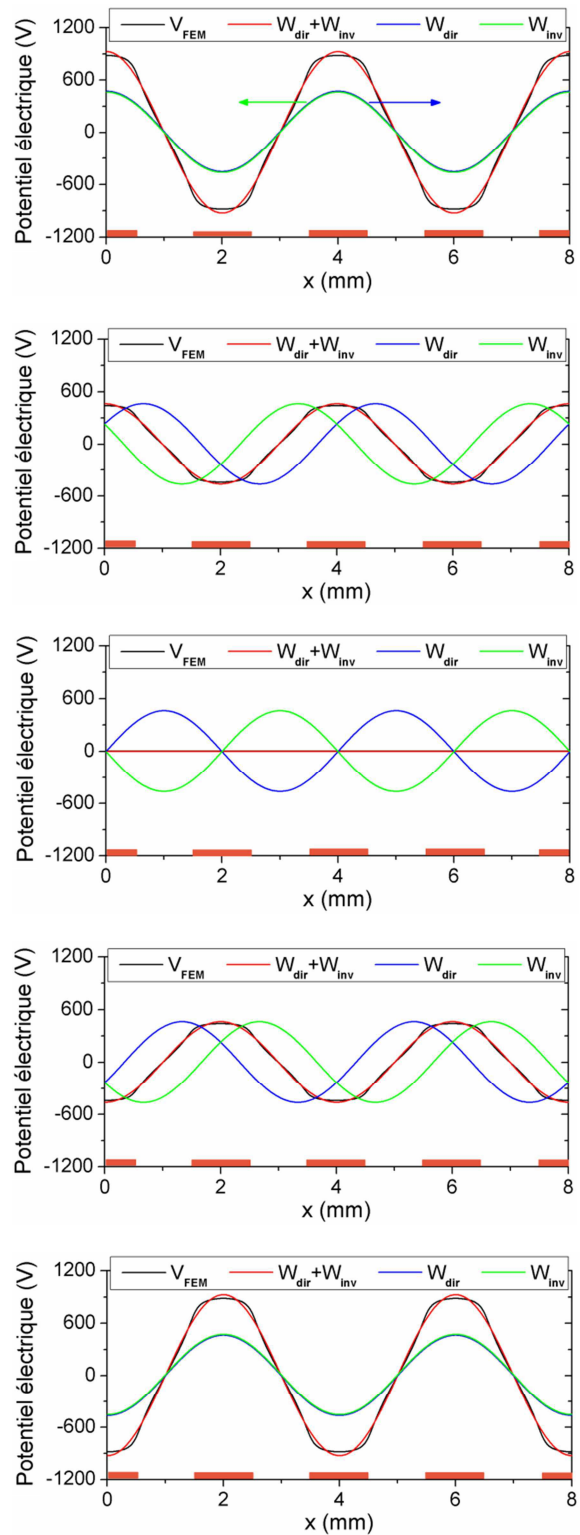 V_FEM W_dir+W_inv W_dir W_inv
Potentiel électrique (V)
1200
600
0
-600
-1200
0 2 4 6 8
x (mm)
V_FEM W_dir+W_inv W_dir W_inv
Potentiel électrique (V)
1200
600
0
-600
-1200
0 2 4 6 8
x (mm)
V_FEM W_dir+W_inv W_dir W_inv
Potentiel électrique (V)
1200
600
0
-600
-1200
0 2 4 6 8
x (mm)
V_FEM W_dir+W_inv W_dir W_inv
Potentiel électrique (V)
1200
600
0
-600
-1200
0 2 4 6 8
x (mm)
V_FEM W_dir+W_inv W_dir W_inv
Potentiel électrique (V)
1200
600
0
-600
-1200
0 2 4 6 8
x (mm)